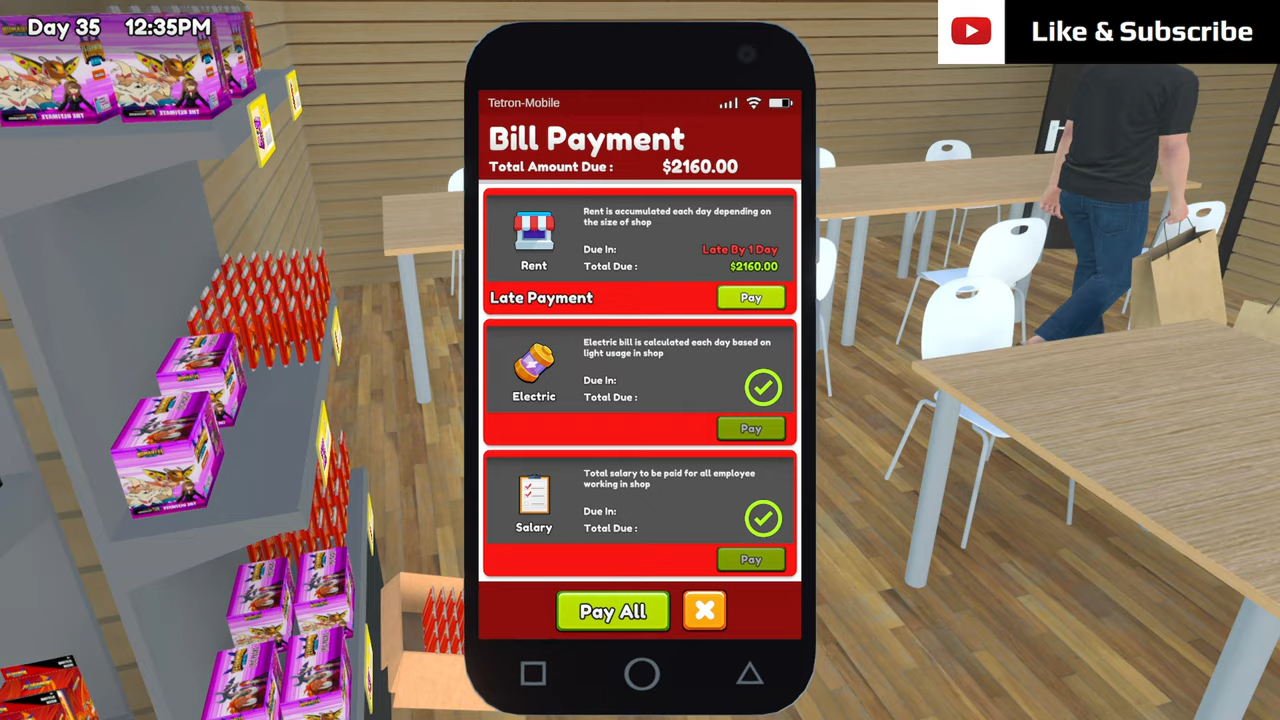 Day 35 12:35PM
Like & Subscribe
Tetron-Mobile
Bill Payment
Total Amount Due : $2160.00
Rent is accumulated each day depending on
the size of shop
Rent
Due In: Late By 1 Day
Total Due : $2160.00
Late Payment
Pay
Electric bill is calculated each day based on
light usage in shop
Electric
Due In:
Total Due :
Pay
Total salary to be paid for all employee
working in shop
Salary
Due In:
Total Due :
Pay
Pay All